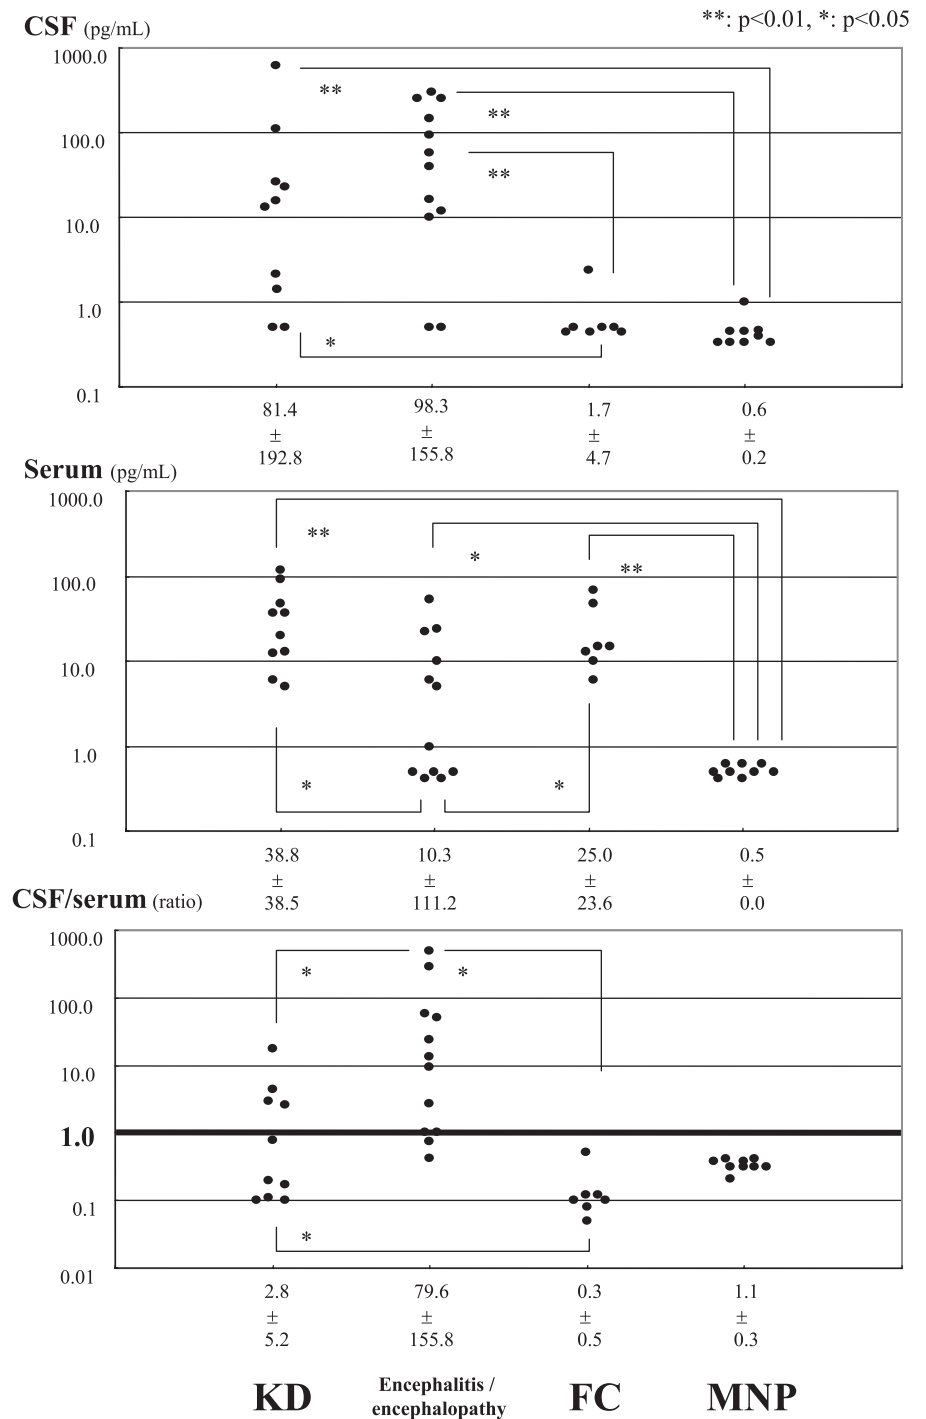 CSF (pg/mL)
**: p<0.01, *: p<0.05
1000.0
**
**
100.0
**
10.0
1.0
*
0.1
81.4 98.3 1.7 0.6
± ± ± ±
192.8 155.8 4.7 0.2
Serum (pg/mL)
1000.0
**
*
**
100.0
10.0
1.0
* *
0.1
38.8 10.3 25.0 0.5
± ± ± ±
38.5 111.2 23.6 0.0
CSF/serum (ratio)
1000.0
* *
100.0
10.0
1.0
0.1
*
0.01
2.8 79.6 0.3 1.1
± ± ± ±
5.2 155.8 0.5 0.3
KD Encephalitis / FC MNP
encephalopathy